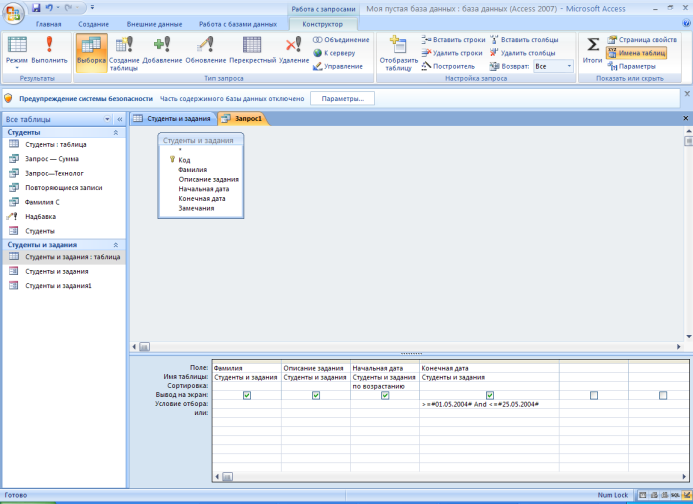 Работа с запросами
Моя пустая база данных : база данных (Access 2007) - Microsoft Access
Главная Создание Внешние данные Работа с базами данных Конструктор
Режим Выполнить
Результаты
Выборка Создание таблицы Добавление Обновление Перекрестный Удаление
Объединение
К серверу
Управление
Тип запроса
Отобразить таблицу
Вставить строки
Удалить строки
Построитель
Вставить столбцы
Удалить столбцы
Возврат: Все
Настройка запроса
Итоги
Страница свойств
Имена таблиц
Параметры
Показать или скрыть
Предупреждение системы безопасности Часть содержимого базы данных отключено Параметры...
Все таблицы
Студенты
Студенты : таблица
Запрос — Сумма
Запрос—Технолог
Повторяющиеся записи
Фамилия С
Надбавка
Студенты
Студенты и задания
Студенты и задания : таблица
Студенты и задания
Студенты и задания1
Студенты и задания Запрос1
Студенты и задания
*
Код
Фамилия
Описание задания
Начальная дата
Конечная дата
Замечания
Поле: Фамилия Описание задания Начальная дата Конечная дата
Имя таблицы: Студенты и задания Студенты и задания Студенты и задания Студенты и задания
Сортировка: по возрастанию
Вывод на экран:
Условие отбора: >=#01.05.2004# And <=#25.05.2004#
или:
Готово
Num Lock
SQL